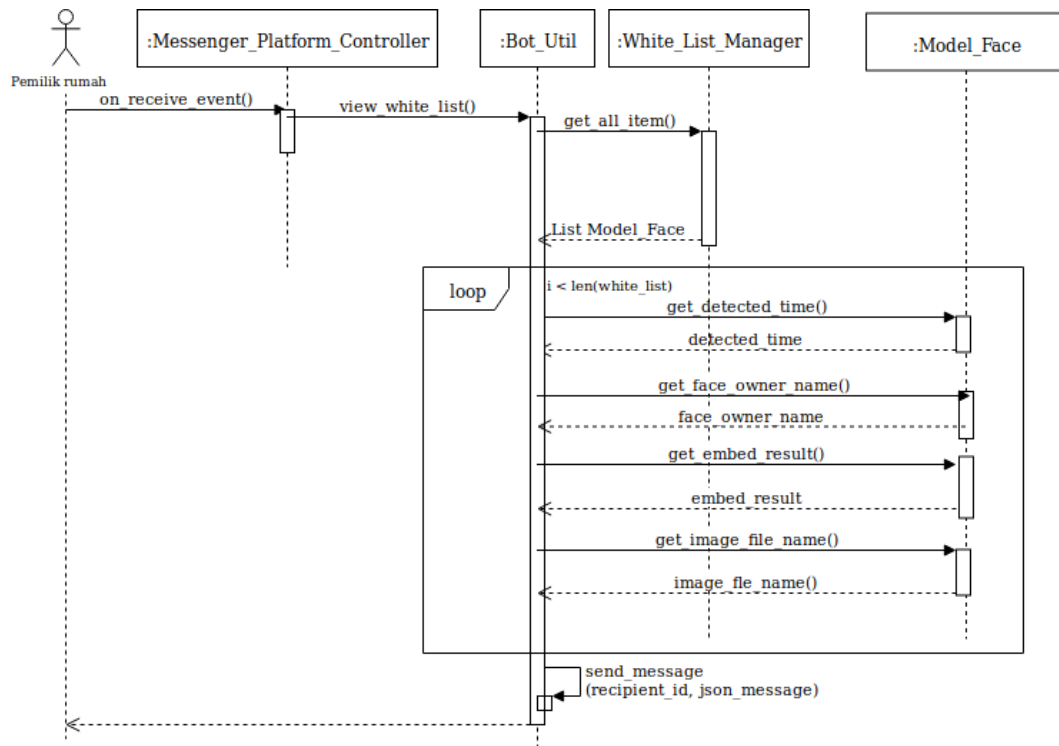 :Messenger_Platform_Controller
:Bot_Util
:White_List_Manager
:Model_Face
Pemilik rumah
on_receive_event()
view_white_list()
get_all_item()
List Model_Face
loop
i < len(white_list)
get_detected_time()
detected_time
get_face_owner_name()
face_owner_name
get_embed_result()
embed_result
get_image_file_name()
image_fle_name()
send_message
(recipient_id, json_message)